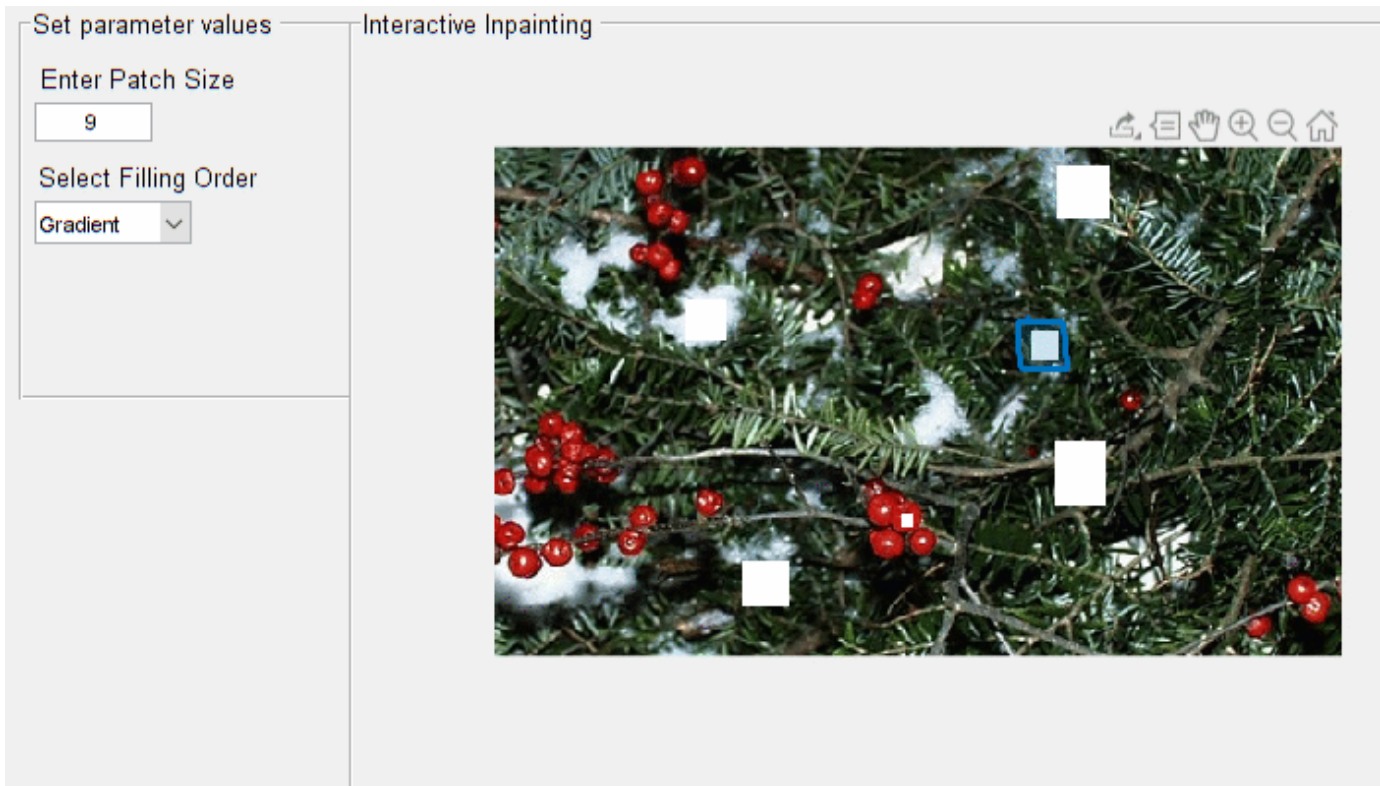 Set parameter values
Enter Patch Size
9
Select Filling Order
Gradient
Interactive Inpainting